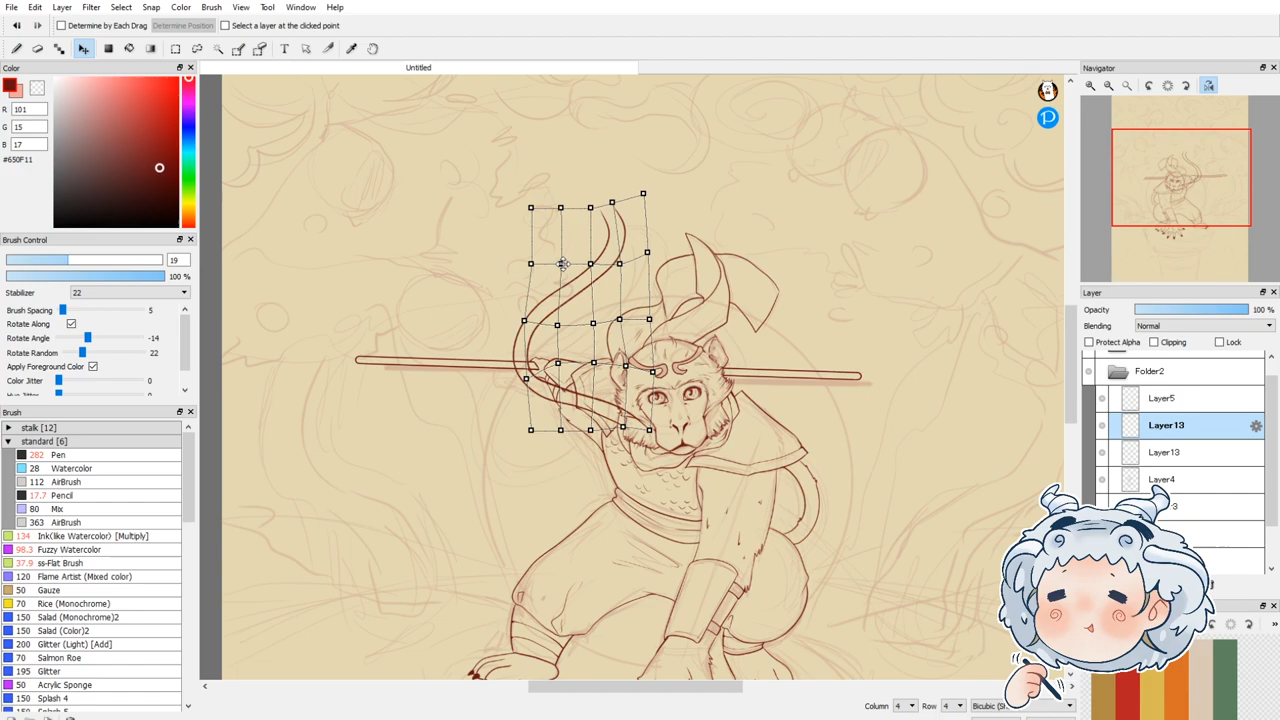 File Edit Layer Filter Select Snap Color Brush View Tool Window Help
Determine by Each Drag Determine Position Select a layer at the clicked point
Color
Untitled
Navigator
R 101
G 15
B 17
#650F11
Brush Control
19
100 %
Stabilizer 22
Brush Spacing 5
Rotate Along
Rotate Angle -14
Rotate Random 22
Apply Foreground Color
Color Jitter 0
Brush
stalk [12]
standard [6]
282 Pen
28 Watercolor
112 AirBrush
17.7 Pencil
80 Mix
363 AirBrush
134 Ink(like Watercolor) [Multiply]
98.3 Fuzzy Watercolor
37.9 ss-Flat Brush
120 Flame Artist (Mixed color)
50 Gauze
70 Rice (Monochrome)
150 Salad (Monochrome)2
150 Salad (Color)2
200 Glitter (Light) [Add]
70 Salmon Roe
195 Glitter
50 Acrylic Sponge
150 Splash 4
Layer
Opacity 100 %
Blending Normal
Protect Alpha Clipping Lock
Folder2
Layer5
Layer13
Layer13
Layer4
Column 4 Row 4